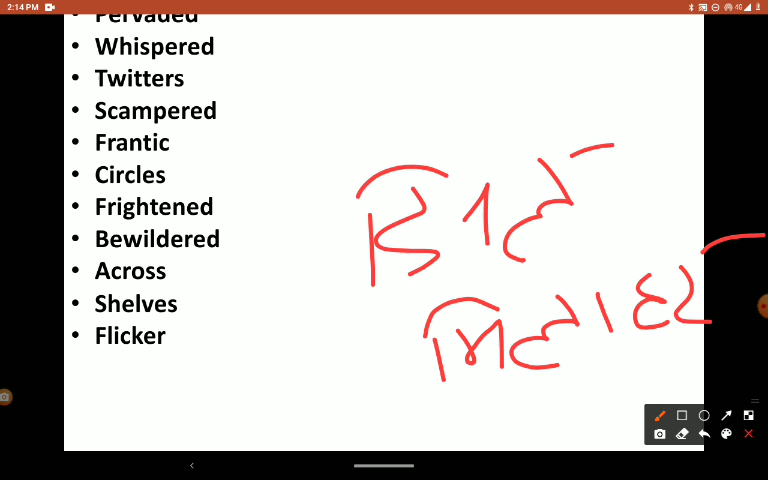 2:14 PM
Pervaded
• Whispered
• Twitters
• Scampered
• Frantic
• Circles
• Frightened
• Bewildered
• Across
• Shelves
• Flicker